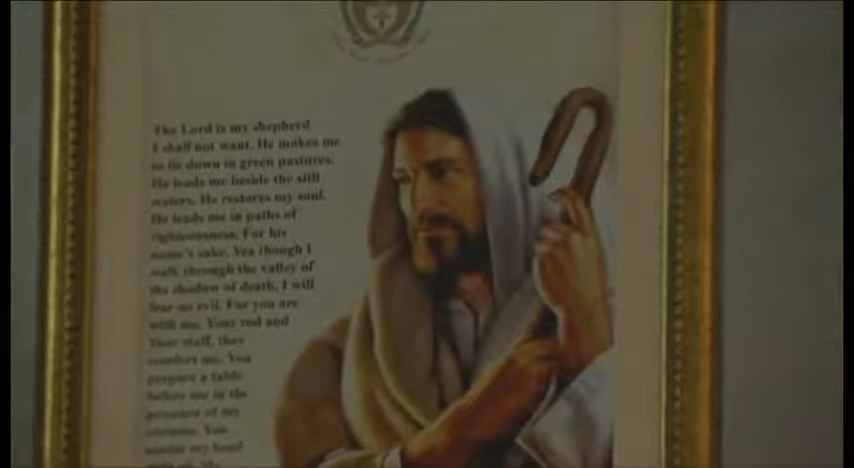 The Lord is my shepherd
I shall not want. He makes me
to lie down in green pastures.
He leads me beside the still
waters. He restores my soul.
He leads me in paths of
righteousness. For his
name's sake. Yea though I
walk through the valley of
the shadow of death, I will
fear no evil. For you are
with me. Your rod and
Your staff, they
comfort me. You
prepare a table
before me in the
presence of my
You
my head